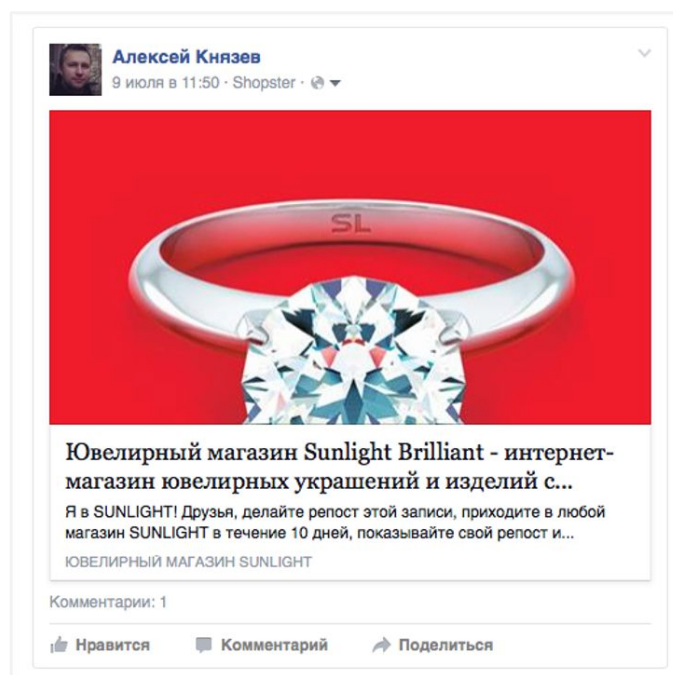 Алексей Князев
9 июля в 11:50 · Shopster ·
SL
Ювелирный магазин Sunlight Brilliant - интернет-
магазин ювелирных украшений и изделий с...
Я в SUNLIGHT! Друзья, делайте репост этой записи, приходите в любой
магазин SUNLIGHT в течение 10 дней, показывайте свой репост и...
ЮВЕЛИРНЫЙ МАГАЗИН SUNLIGHT
Комментарии: 1
Нравится Комментарий Поделиться